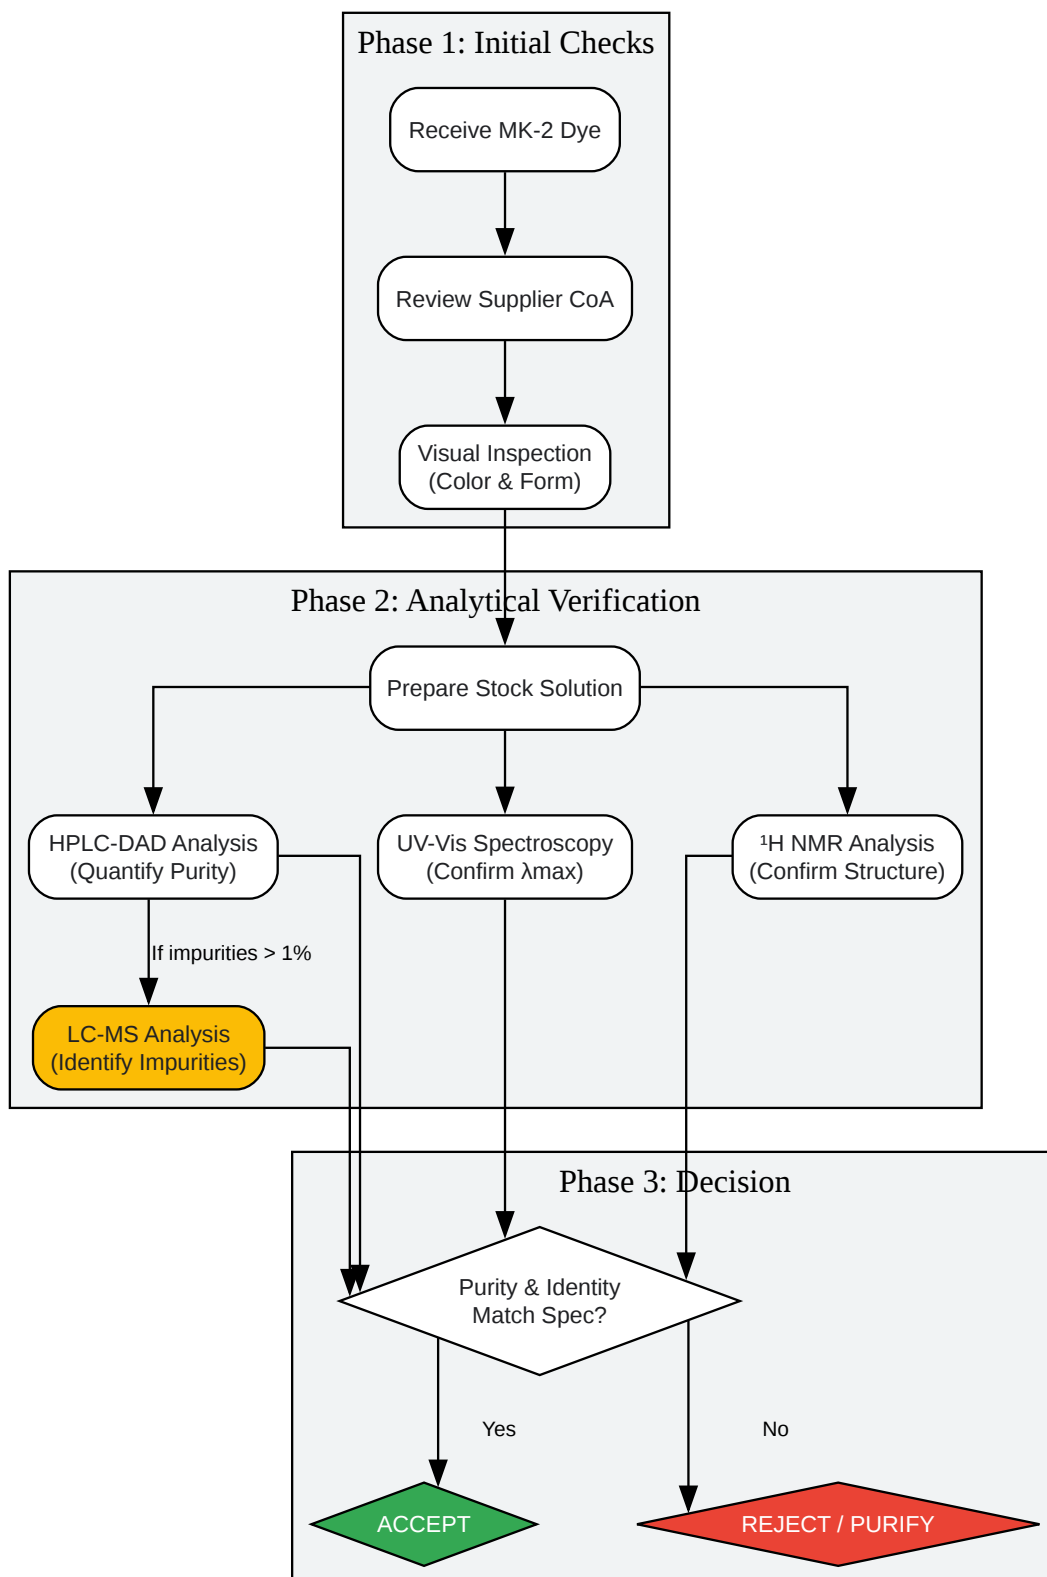 Phase 1: Initial Checks
Receive MK-2 Dye
Review Supplier CoA
Visual Inspection
(Color & Form)
Phase 2: Analytical Verification
Prepare Stock Solution
HPLC-DAD Analysis
(Quantify Purity)
UV-Vis Spectroscopy
(Confirm λmax)
¹H NMR Analysis
(Confirm Structure)
If impurities > 1%
LC-MS Analysis
(Identify Impurities)
Phase 3: Decision
Purity & Identity
Match Spec?
Yes
No
ACCEPT
REJECT / PURIFY